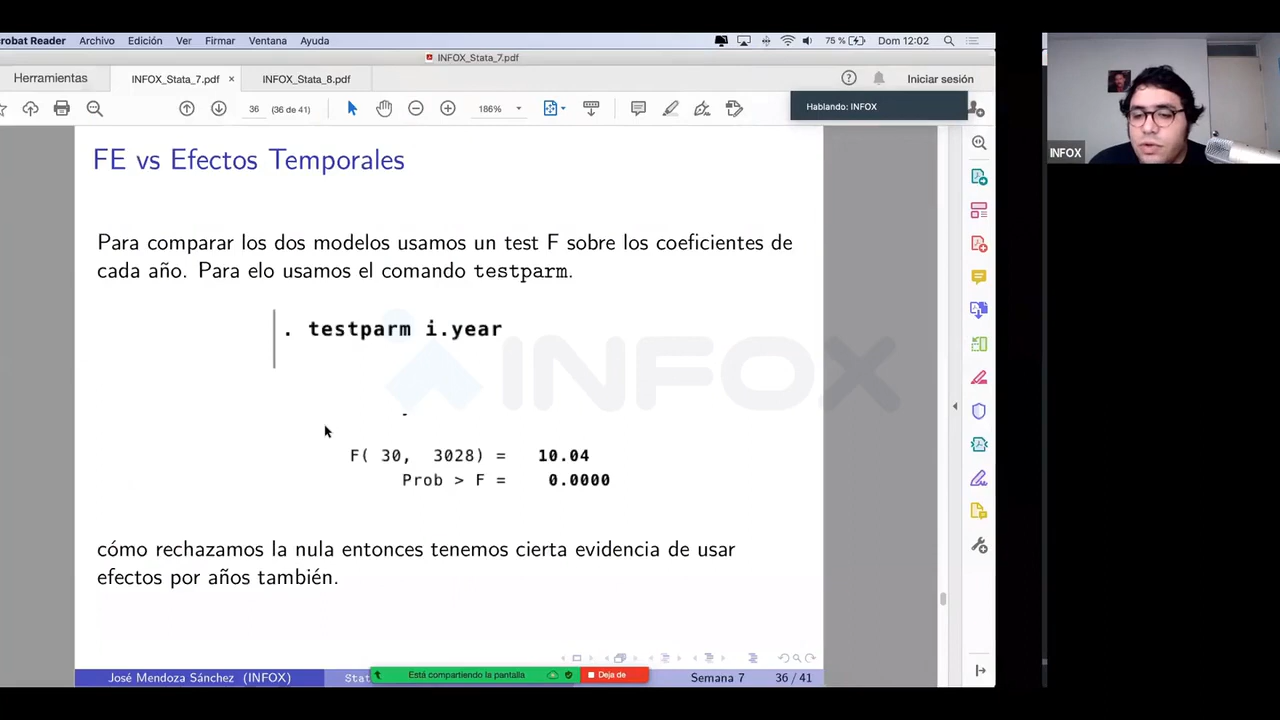 crobat Reader Archivo Edición Ver Firmar Ventana Ayuda 75 % Dom 12:02
INFOX_Stata_7.pdf
Herramientas INFOX_Stata_7.pdf × INFOX_Stata_8.pdf Iniciar sesión
36 (36 de 41) 186% Hablando: INFOX
INFOX
FE vs Efectos Temporales
Para comparar los dos modelos usamos un test F sobre los coeficientes de
cada año. Para elo usamos el comando testparm.
. testparm i.year
INFOX
F( 30, 3028) = 10.04
Prob > F = 0.0000
cómo rechazamos la nula entonces tenemos cierta evidencia de usar
efectos por años también.
José Mendoza Sánchez (INFOX) Stat Está compartiendo la pantalla Deja de Semana 7 36 / 41